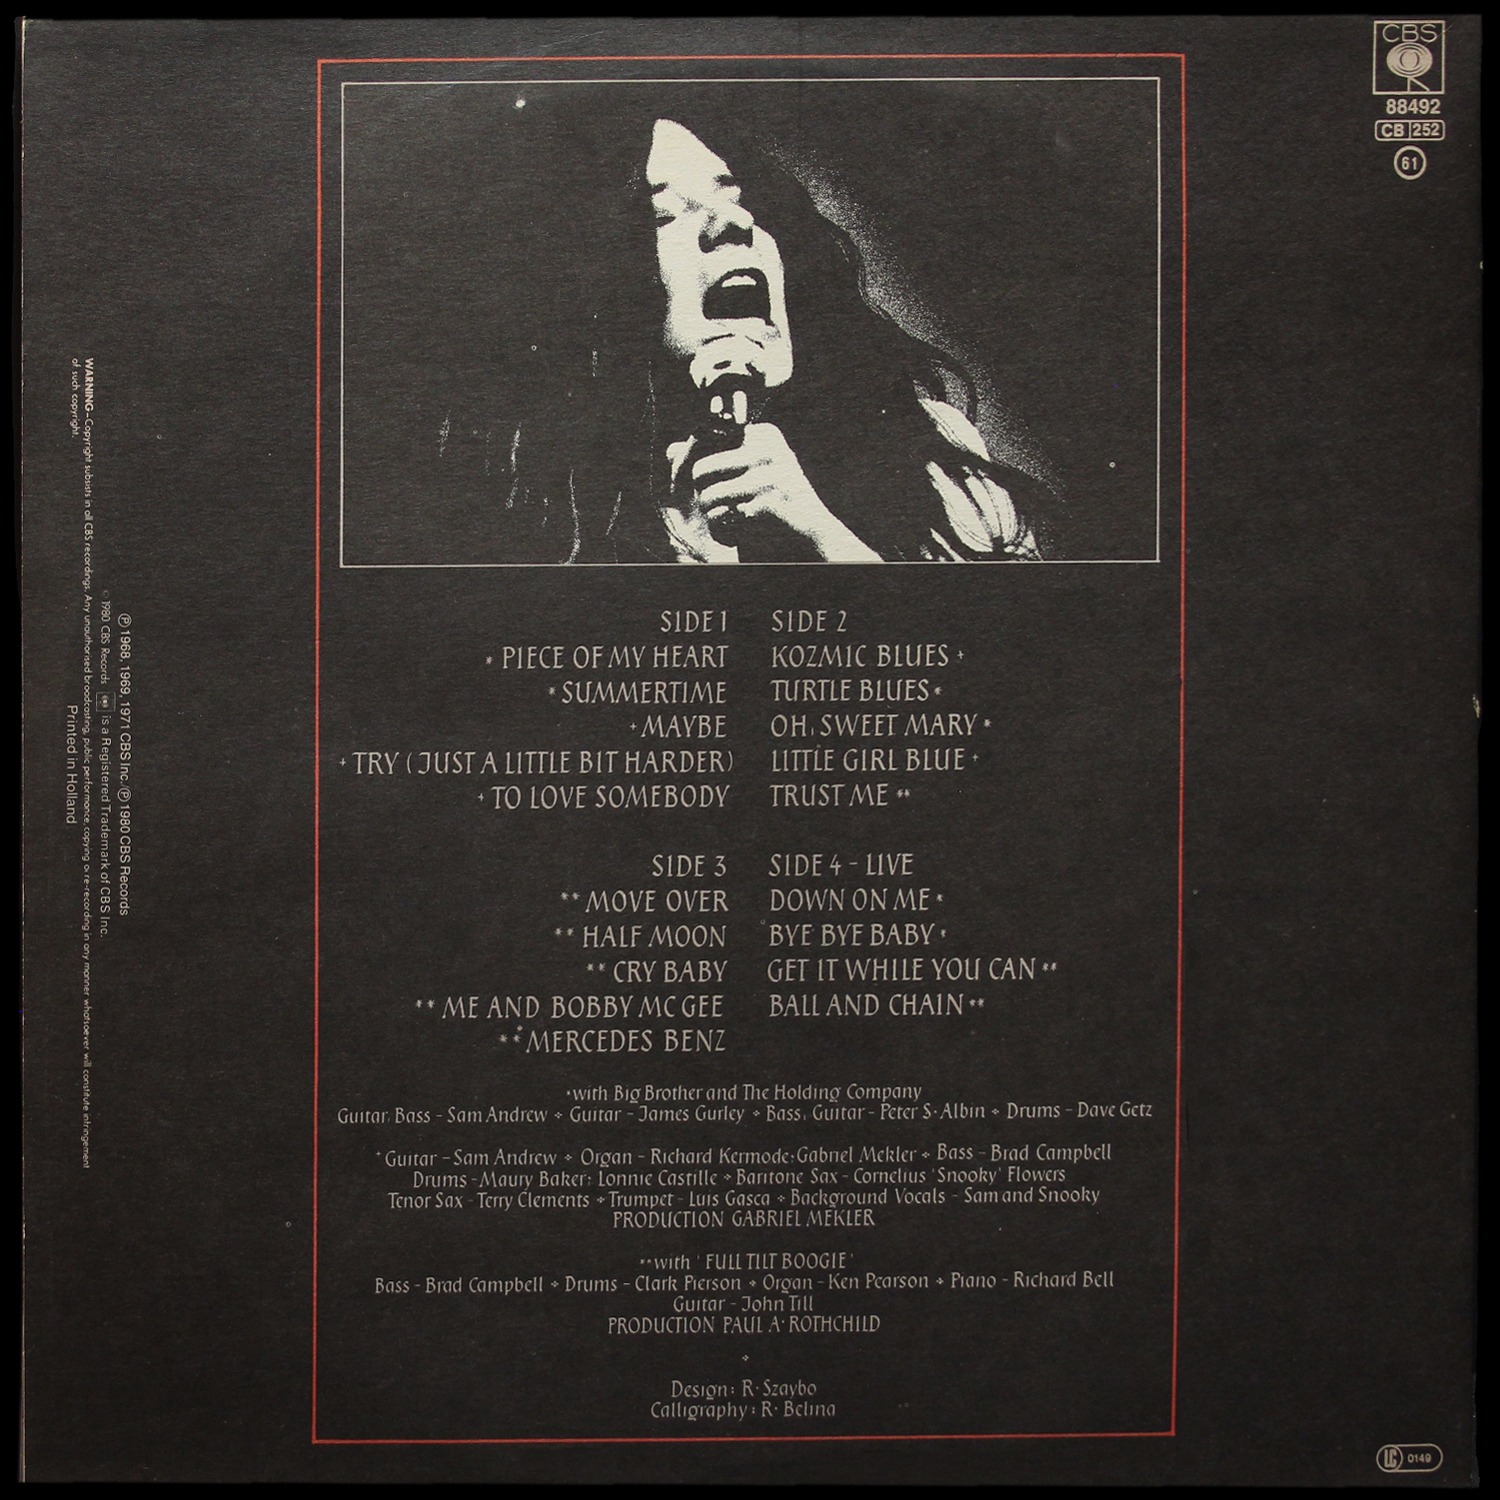 CBS
88492
CB 252
61
SIDE 1
* PIECE OF MY HEART
* SUMMERTIME
+ MAYBE
+ TRY (JUST A LITTLE BIT HARDER)
+ TO LOVE SOMEBODY
SIDE 2
KOZMIC BLUES +
TURTLE BLUES *
OH, SWEET MARY *
LITTLE GIRL BLUE +
TRUST ME **
SIDE 3
** MOVE OVER
** HALF MOON
** CRY BABY
** ME AND BOBBY MC GEE
** MERCEDES BENZ
SIDE 4 - LIVE
DOWN ON ME *
BYE BYE BABY *
GET IT WHILE YOU CAN **
BALL AND CHAIN **
*with Big Brother and The Holding Company
Guitar, Bass - Sam Andrew + Guitar - James Gurley + Bass, Guitar - Peter S. Albin + Drums - Dave Getz
+Guitar - Sam Andrew + Organ - Richard Kermode: Gabriel Mekler + Bass - Brad Campbell
Drums - Maury Baker: Lonnie Castille + Baritone Sax - Cornelius 'Snooky' Flowers
Tenor Sax - Terry Clements + Trumpet - Luis Gasca + Background Vocals - Sam and Snooky
PRODUCTION GABRIEL MEKLER
**with 'FULL TILT BOOGIE'
Bass - Brad Campbell + Drums - Clark Pierson + Organ - Ken Pearson + Piano - Richard Bell
Guitar - John Till
PRODUCTION PAUL A. ROTHCHILD
Design: R. Szaybo
Calligraphy: R. Belina
℗ 1968, 1969, 1971 CBS Inc./℗ 1980 CBS Records
© 1980 CBS Records is a Registered Trademark of CBS Inc.
WARNING – Copyright subsists in all CBS recordings. Any unauthorised broadcasting, public performance, copying or re-recording in any manner whatsoever will constitute infringement
of such copyright.
Printed in Holland
LC 0149